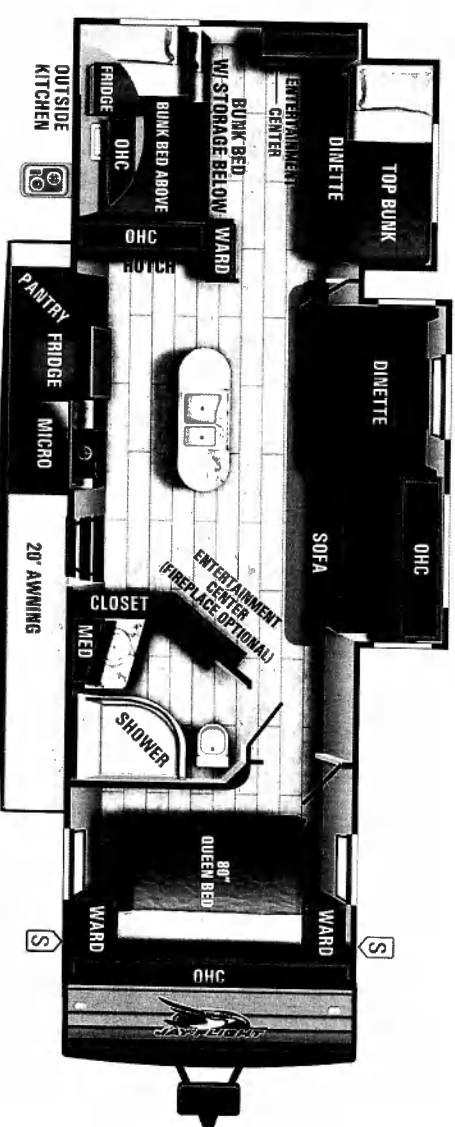 OUTSIDE
KITCHEN
FRIDGE
OHC
BUNK BED ABOVE
BUNK BED
W/ STORAGE BELOW
ENTERTAINMENT
CENTER
DINETTE
TOP BUNK
OHC
WARD
HUTCH
PANTRY
FRIDGE
MICRO
DINETTE
SOFA
OHC
20' AWNING
ENTERTAINMENT
CENTER
(FIREPLACE OPTIONAL)
CLOSET
MED
SHOWER
80"
QUEEN BED
WARD
WARD
S
S
OHC
JAY FLIGHT